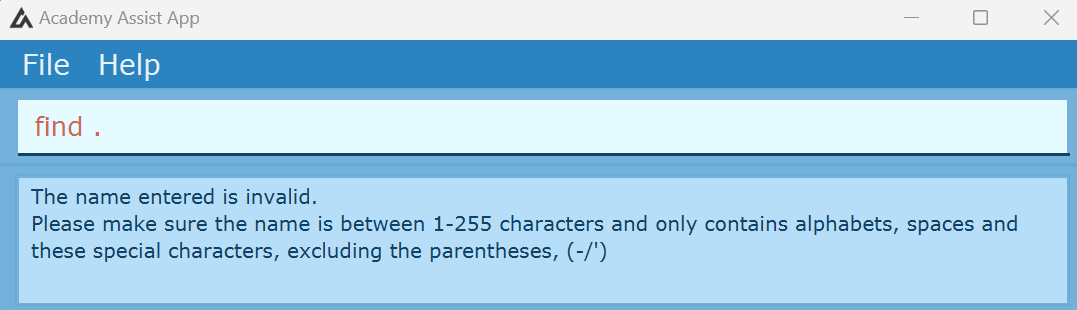 Academy Assist App
File Help
find .
The name entered is invalid.
Please make sure the name is between 1-255 characters and only contains alphabets, spaces and
these special characters, excluding the parentheses, (-/')